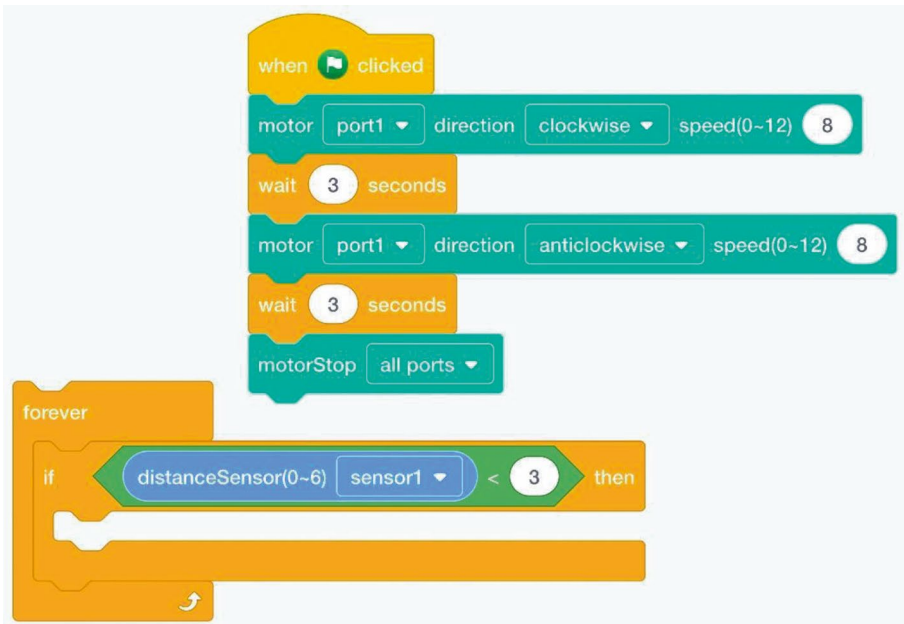 when clicked
motor port1 direction clockwise speed(0~12) 8
wait 3 seconds
motor port1 direction anticlockwise speed(0~12) 8
wait 3 seconds
motorStop all ports
forever
if distanceSensor(0~6) sensor1 < 3 then